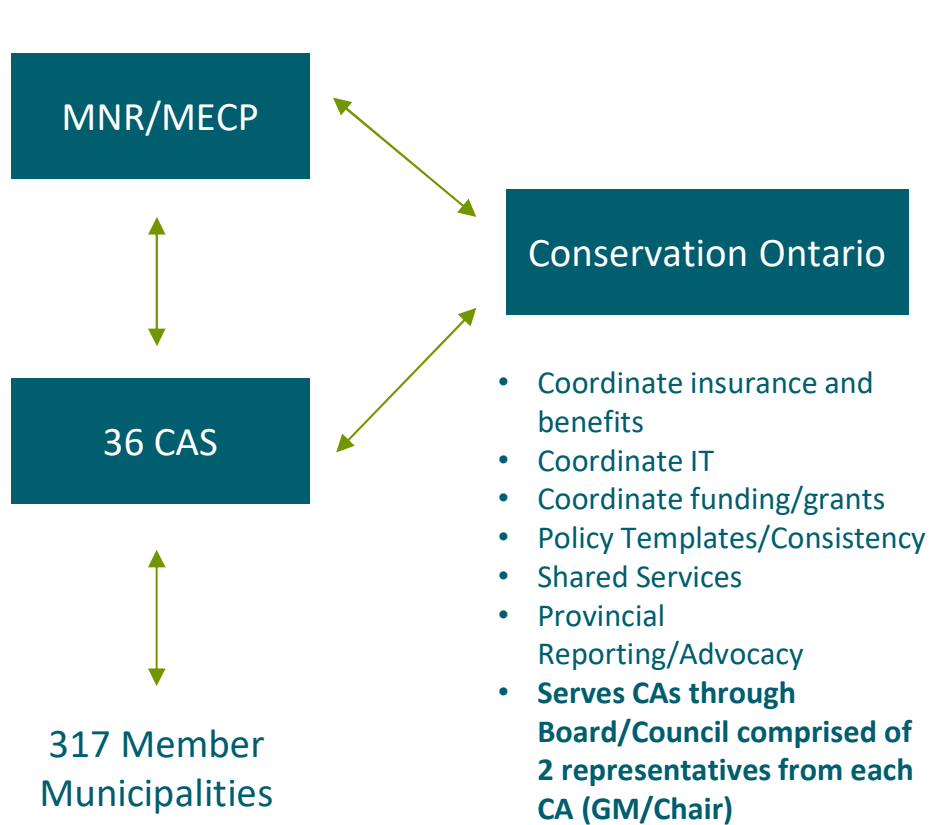 MNR/MECP
Conservation Ontario
36 CAS
317 Member
Municipalities
• Coordinate insurance and
benefits
• Coordinate IT
• Coordinate funding/grants
• Policy Templates/Consistency
• Shared Services
• Provincial
Reporting/Advocacy
• Serves CAs through
Board/Council comprised of
2 representatives from each
CA (GM/Chair)